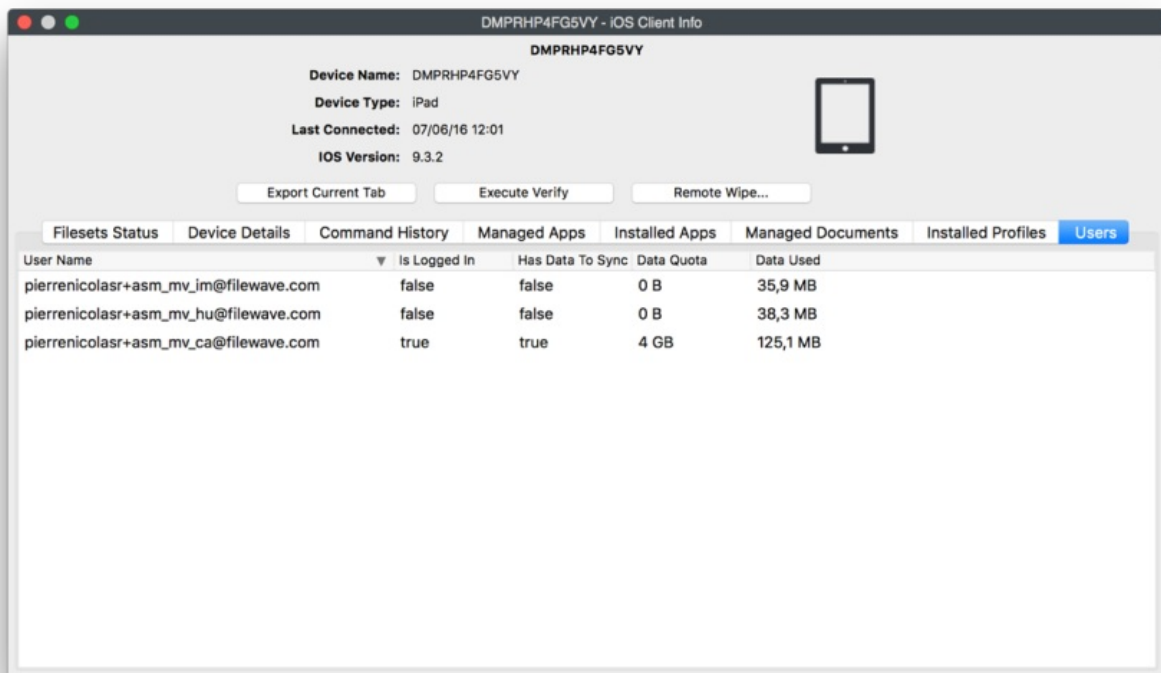 DMPRHP4FG5VY - iOS Client Info
DMPRHP4FG5VY
Device Name: DMPRHP4FG5VY
Device Type: iPad
Last Connected: 07/06/16 12:01
IOS Version: 9.3.2
Export Current Tab Execute Verify Remote Wipe...
Filesets Status Device Details Command History Managed Apps Installed Apps Managed Documents Installed Profiles Users
User Name Is Logged In Has Data To Sync Data Quota Data Used
pierrenicolasr+asm_mv_im@filewave.com false false 0 B 35,9 MB
pierrenicolasr+asm_mv_hu@filewave.com false false 0 B 38,3 MB
pierrenicolasr+asm_mv_ca@filewave.com true true 4 GB 125,1 MB